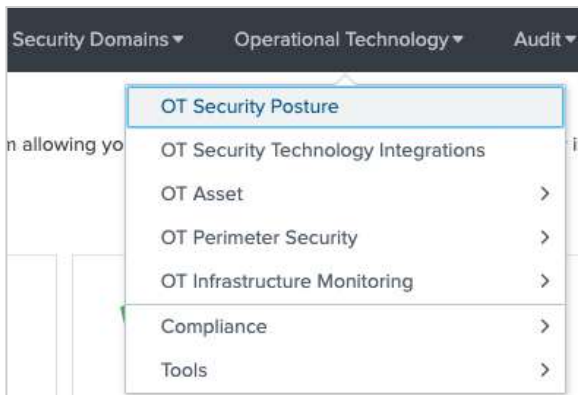 Security Domains Operational Technology Audit
OT Security Posture
n allowing yo
OT Security Technology Integrations
OT Asset
OT Perimeter Security
OT Infrastructure Monitoring
Compliance
Tools